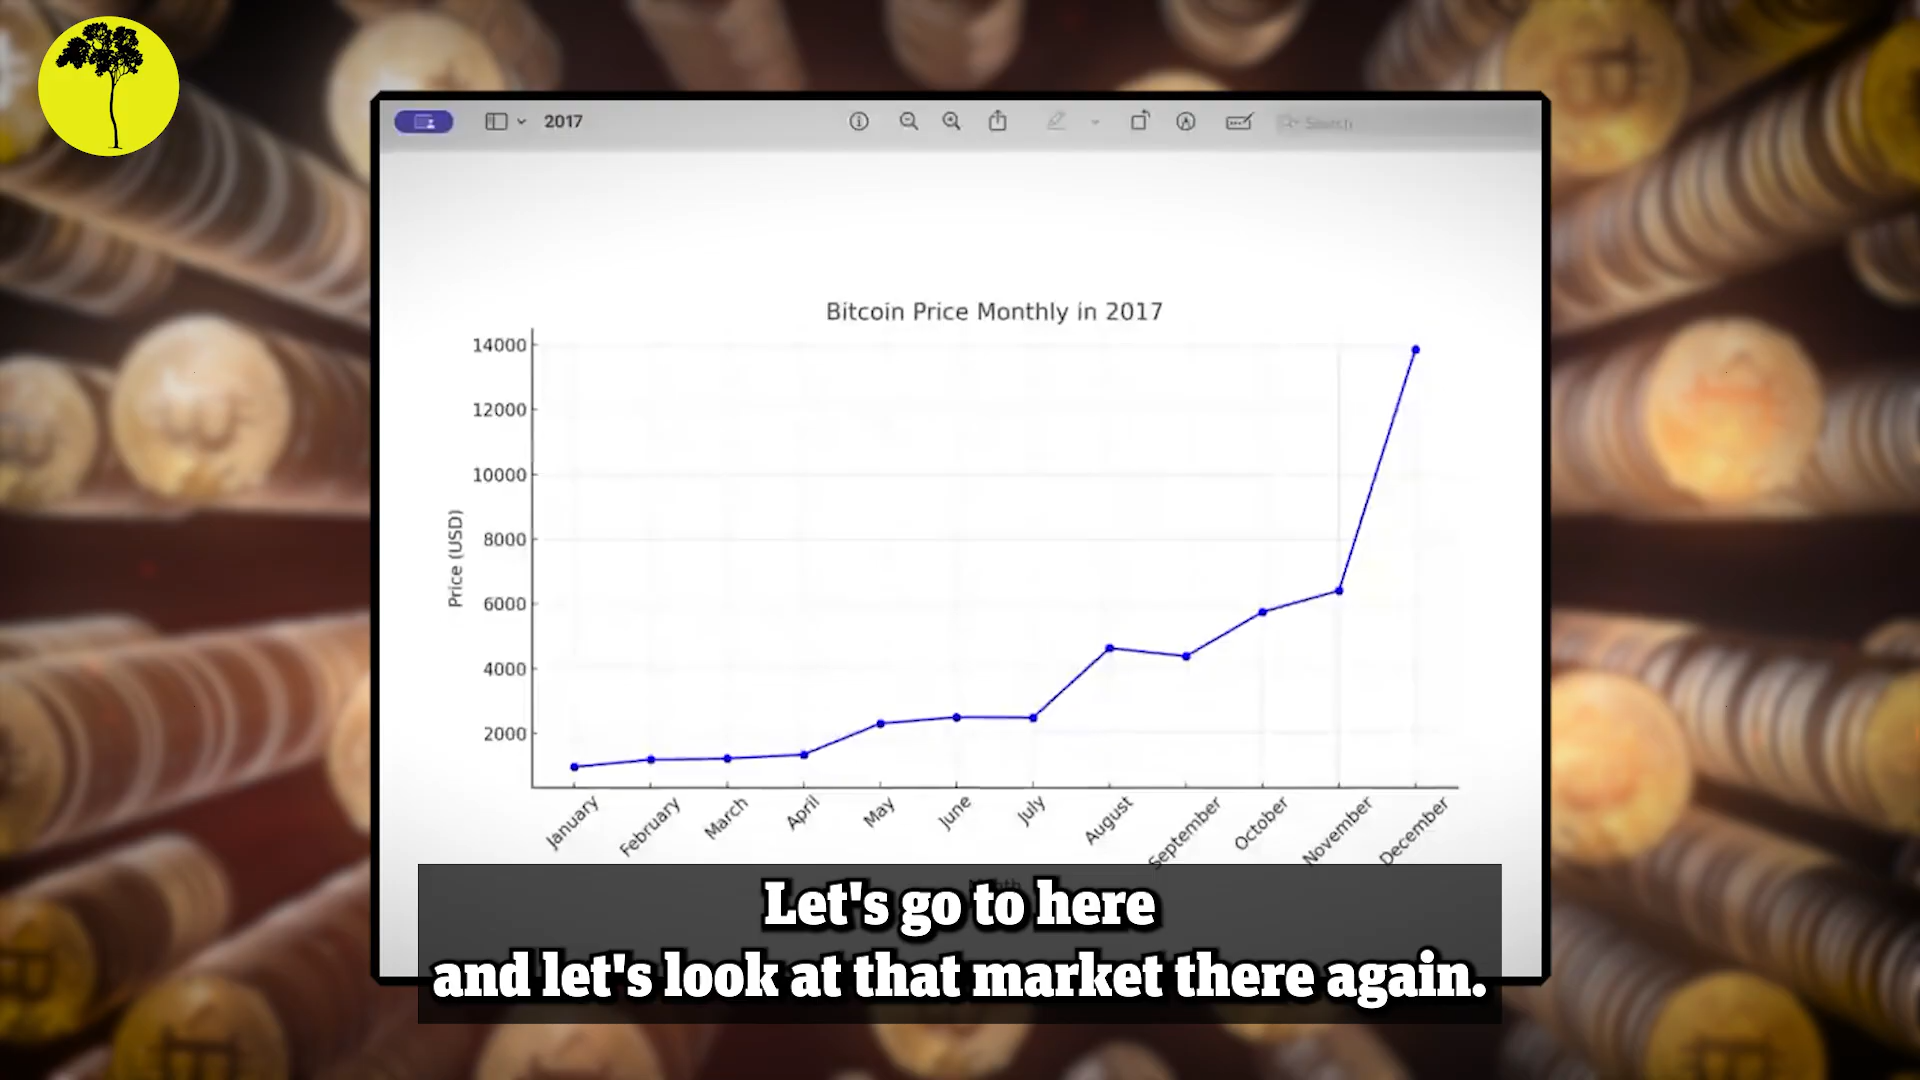 2017
Search
Bitcoin Price Monthly in 2017
14000
12000
10000
8000
6000
4000
2000
Price (USD)
January
February
March
April
May
June
July
August
September
October
November
December
Let's go to here
and let's look at that market there again.